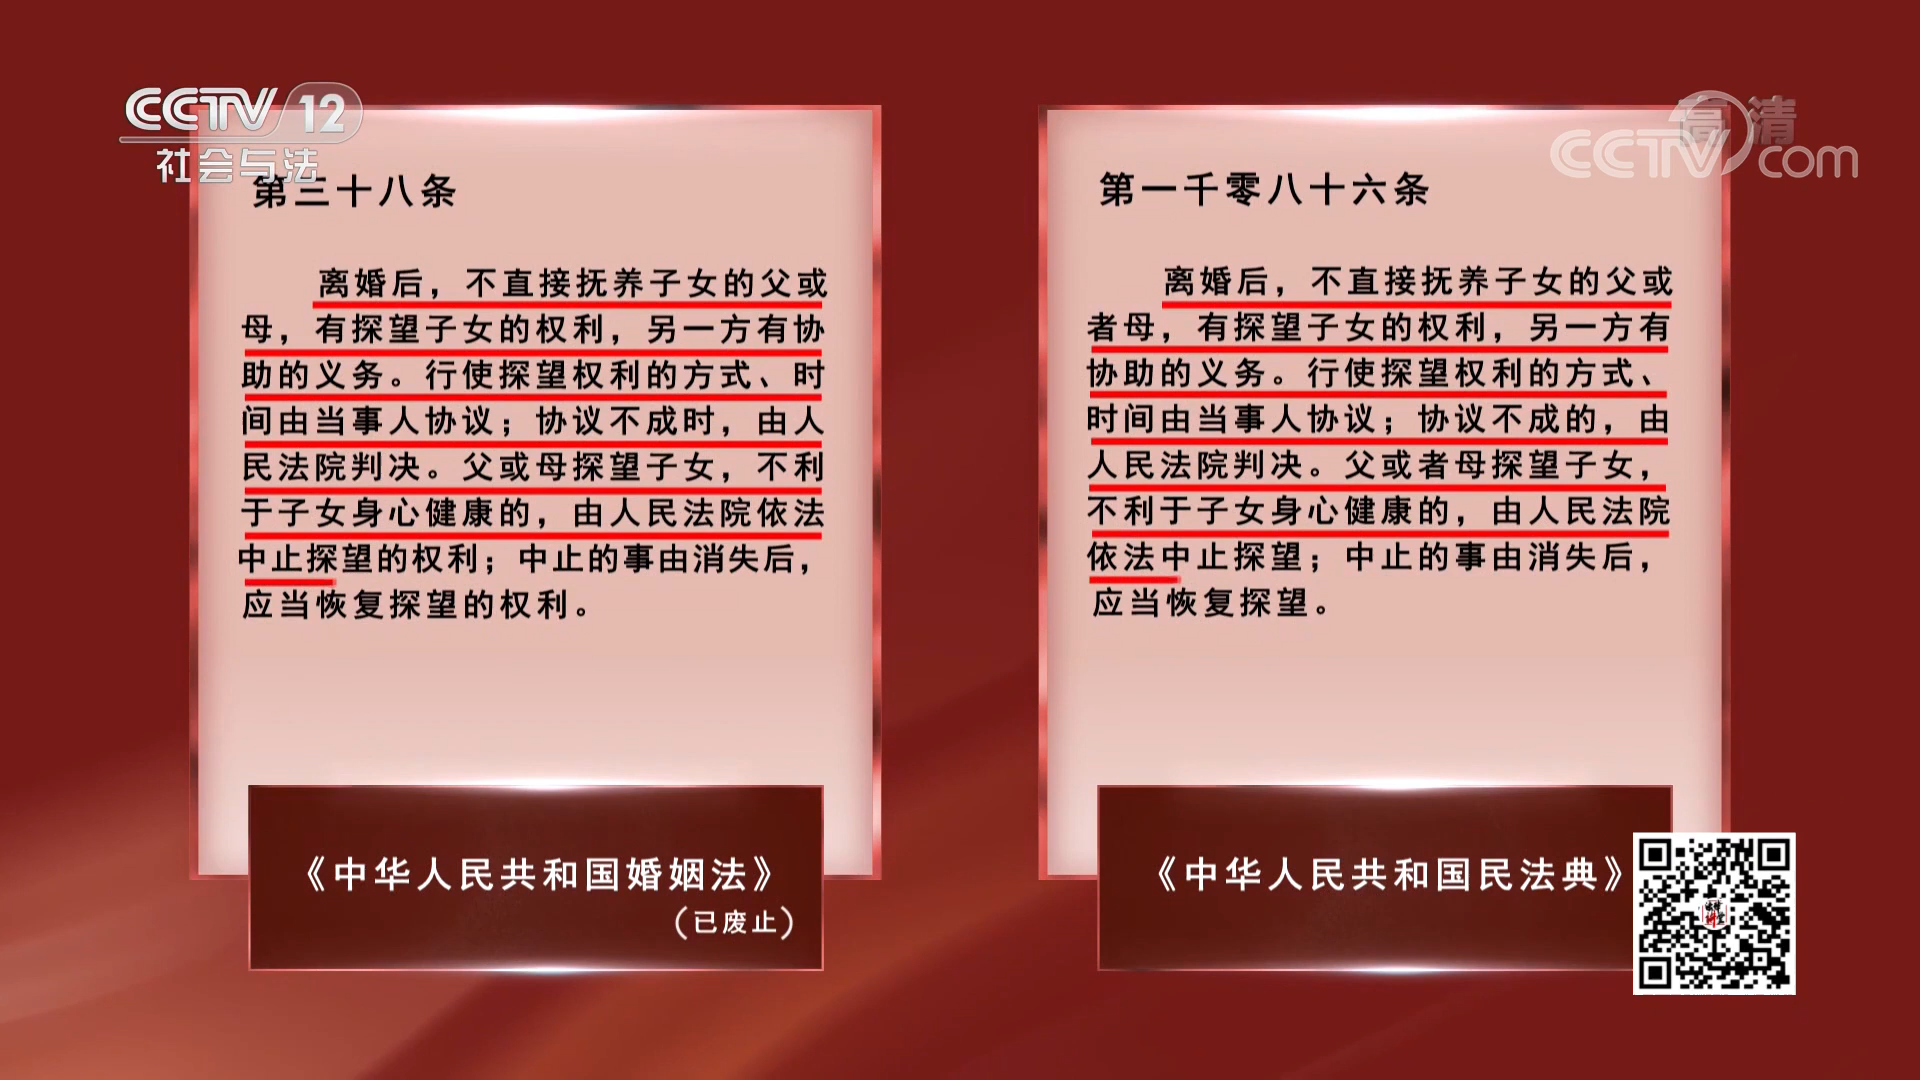 CCTV 12
社会与法
高清
CCTV com
第三十八条
离婚后，不直接抚养子女的父或
母，有探望子女的权利，另一方有协
助的义务。行使探望权利的方式、时
间由当事人协议；协议不成时，由人
民法院判决。父或母探望子女，不利
于子女身心健康的，由人民法院依法
中止探望的权利；中止的事由消失后，
应当恢复探望的权利。
《中华人民共和国婚姻法》
（已废止）
第一千零八十六条
离婚后，不直接抚养子女的父或
者母，有探望子女的权利，另一方有
协助的义务。行使探望权利的方式、
时间由当事人协议；协议不成的，由
人民法院判决。父或者母探望子女，
不利于子女身心健康的，由人民法院
依法中止探望；中止的事由消失后，
应当恢复探望。
《中华人民共和国民法典》